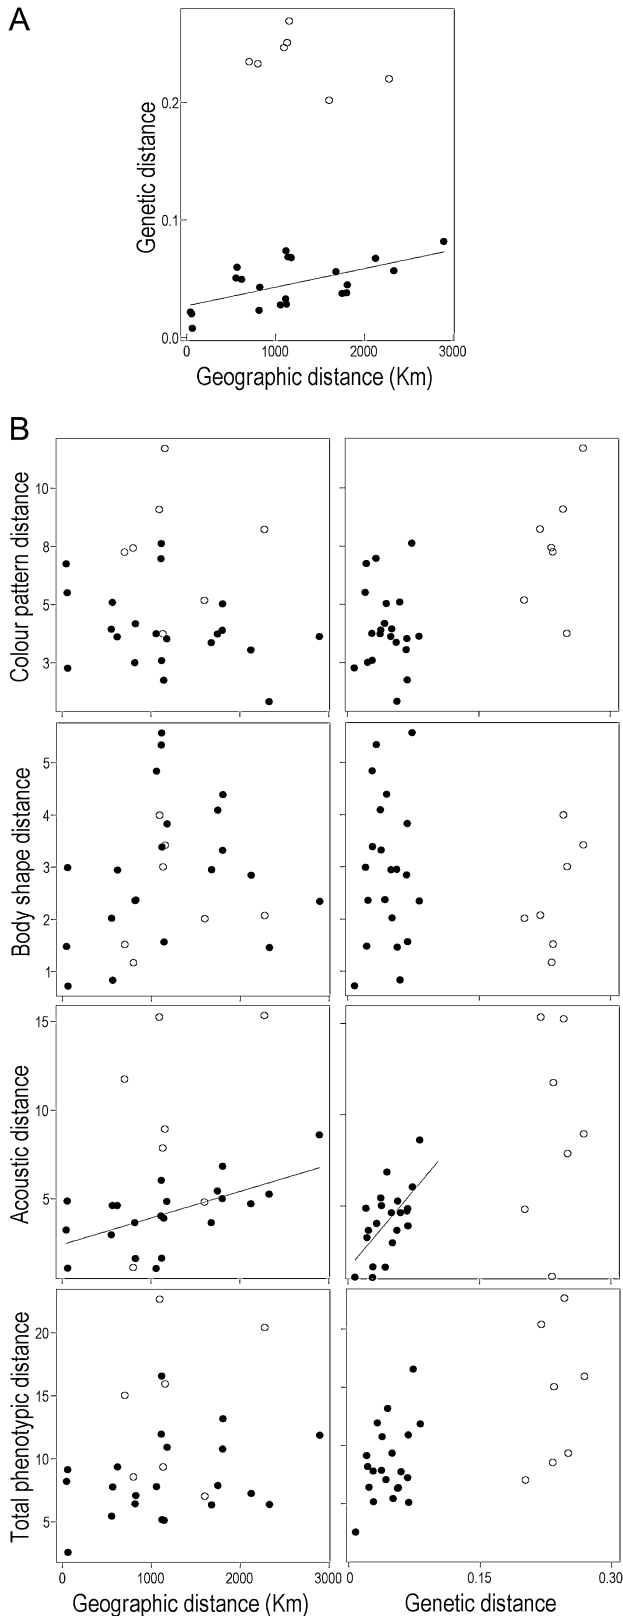 A
Genetic distance
0.2
0.1
0.0
0 1000 2000 3000
Geographic distance (Km)
B
Colour pattern distance
10
8
5
3
Body shape distance
5
4
3
2
1
Acoustic distance
15
10
5
Total phenotypic distance
20
15
10
5
0 1000 2000 3000
0 0.15 0.30
Geographic distance (Km)
Genetic distance